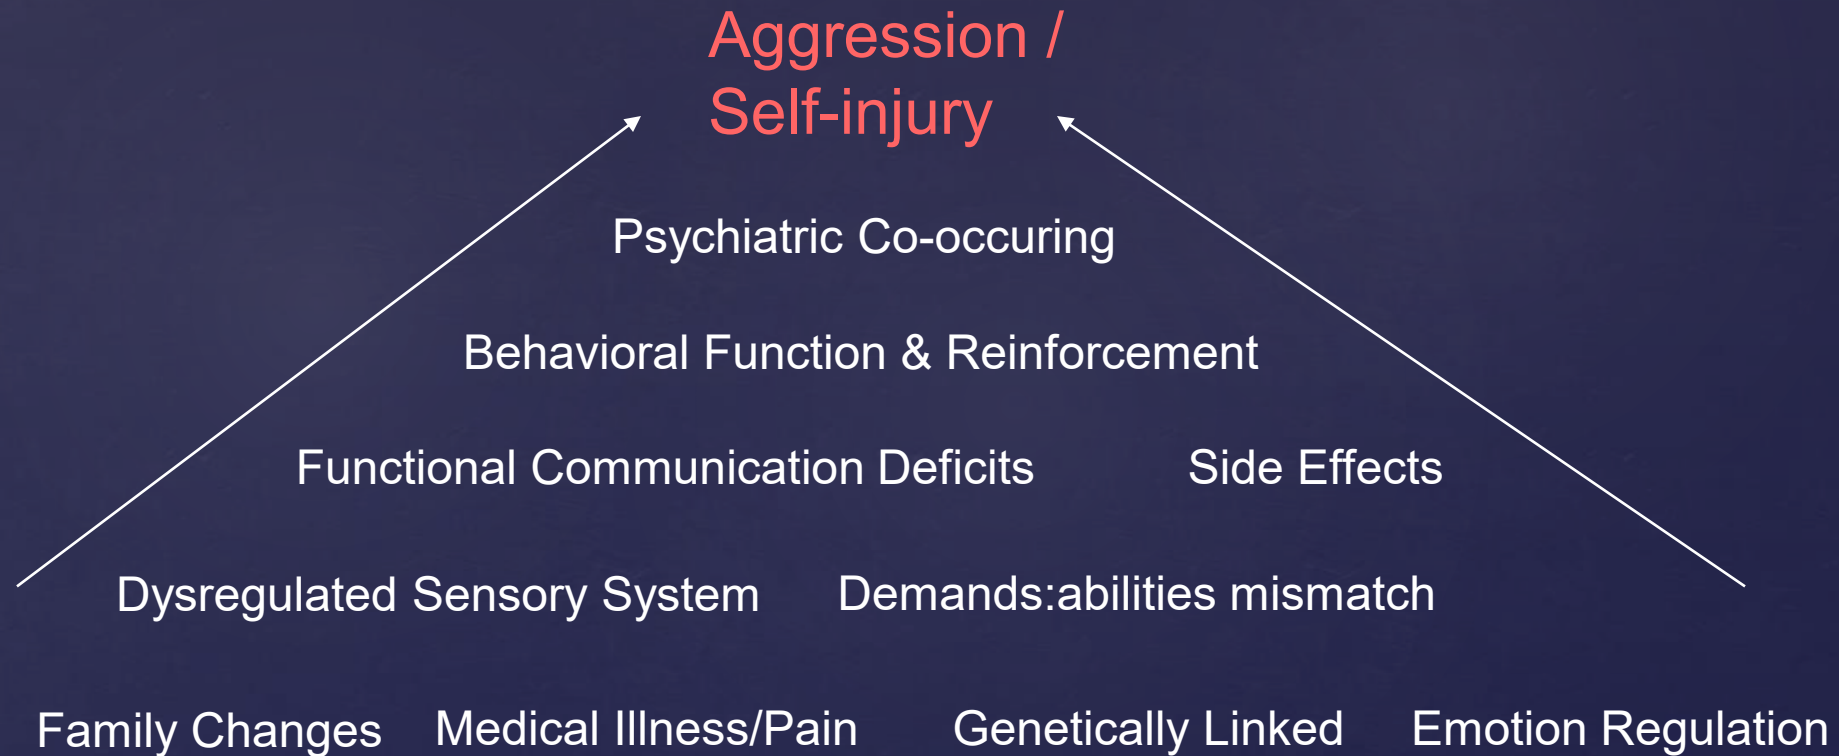 Aggression /
Self-injury
Psychiatric Co-occuring
Behavioral Function & Reinforcement
Functional Communication Deficits Side Effects
Dysregulated Sensory System Demands:abilities mismatch
Family Changes Medical Illness/Pain Genetically Linked Emotion Regulation